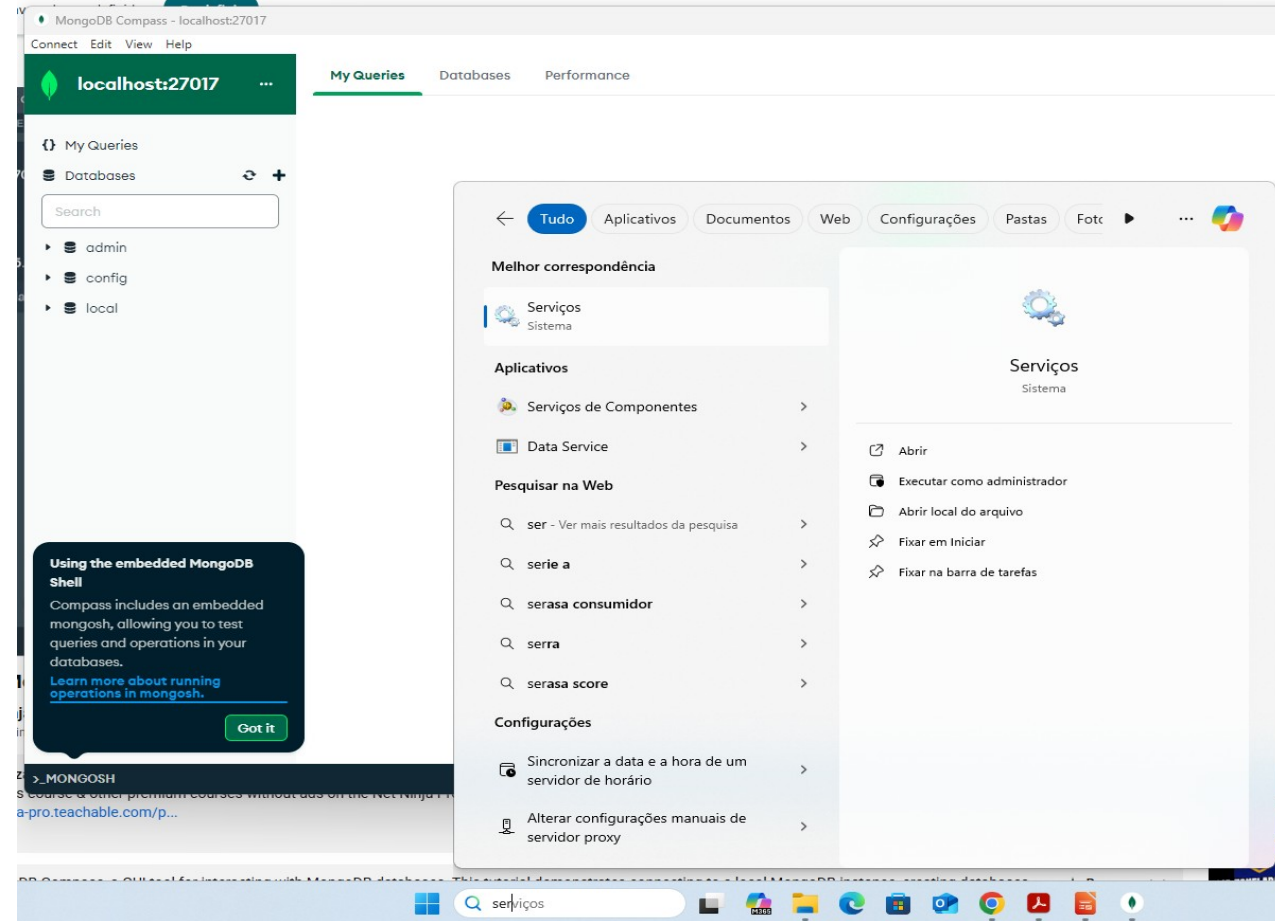 MongoDB Compass - localhost:27017
Connect Edit View Help
localhost:27017 ...
My Queries Databases Performance
{} My Queries
Databases
Search
admin
config
local
Using the embedded MongoDB
Shell
Compass includes an embedded
mongosh, allowing you to test
queries and operations in your
databases.
Learn more about running
operations in mongosh.
Got it
>_MONGOSH
a-pro.teachable.com/p...
Tudo Aplicativos Documentos Web Configurações Pastas Fotc ...
Melhor correspondência
Serviços
Sistema
Aplicativos
Serviços de Componentes
Data Service
Pesquisar na Web
ser - Ver mais resultados da pesquisa
serie a
serasa consumidor
serra
serasa score
Configurações
Sincronizar a data e a hora de um
servidor de horário
Alterar configurações manuais de
servidor proxy
Serviços
Sistema
Abrir
Executar como administrador
Abrir local do arquivo
Fixar em Iniciar
Fixar na barra de tarefas
serviços
M365